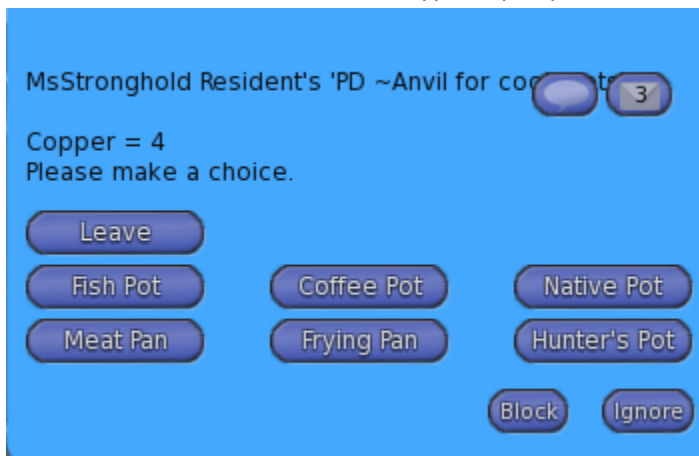 MsStronghold Resident's 'PD ~Anvil for
3
Copper = 4
Please make a choice.
Leave
Fish Pot Coffee Pot Native Pot
Meat Pan Frying Pan Hunter's Pot
Block Ignore